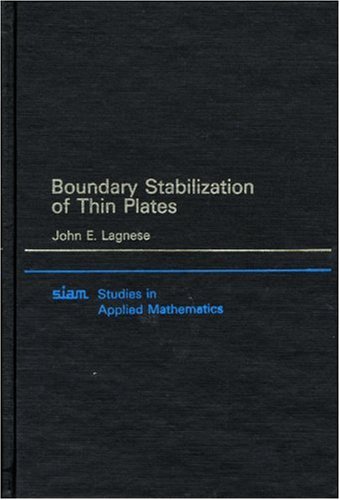 Boundary Stabilization
of Thin Plates
John E. Lagnese
siam Studies in
Applied Mathematics